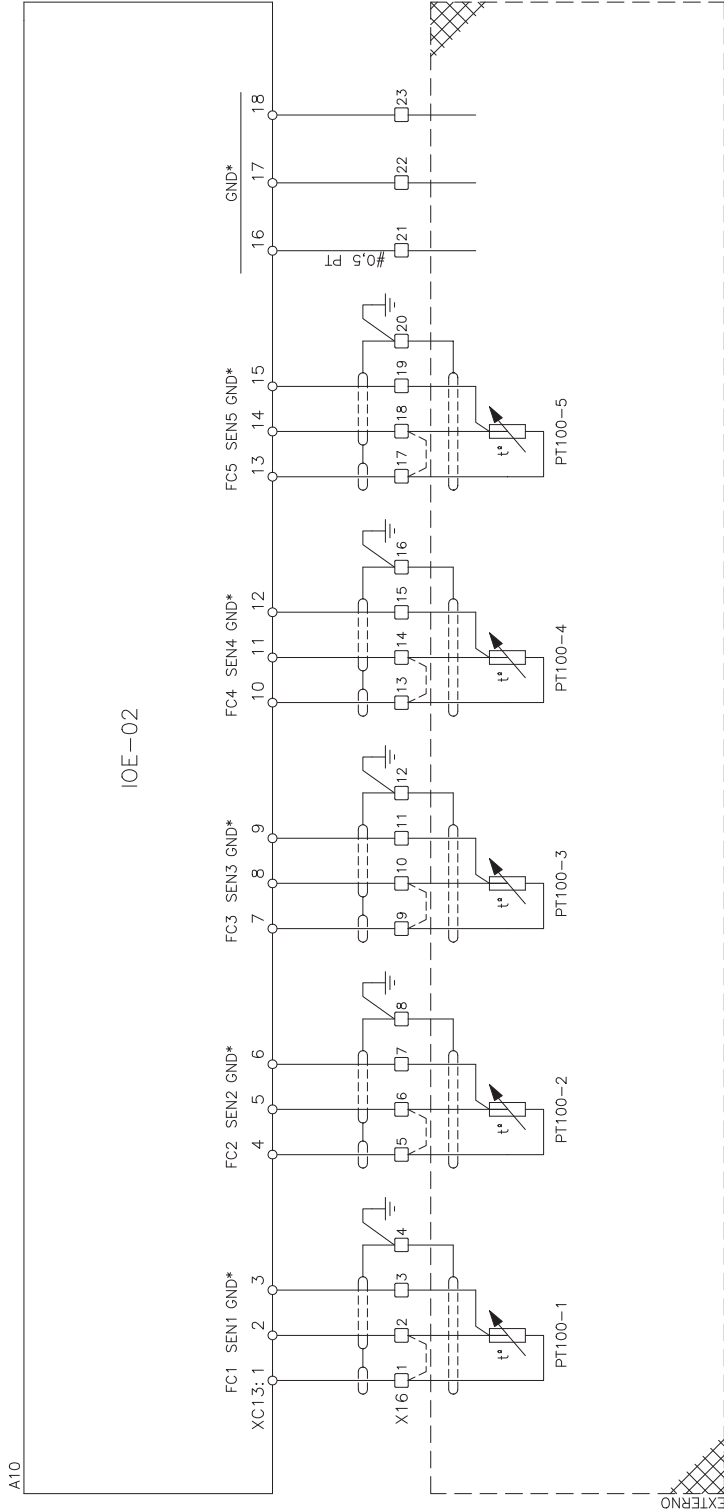 A10
IOE-02
FC1 SEN1 GND*
XC13: 1 2 3
FC2 SEN2 GND*
4 5 6
FC3 SEN3 GND*
7 8 9
FC4 SEN4 GND*
10 11 12
FC5 SEN5 GND*
13 14 15
GND*
16 17 18
#0,5 PT
X16 1 2 3 4
5 6 7 8
9 10 11 12
13 14 15 16
17 18 19 20
21 22 23
t° t° t° t° t°
PT100-1
PT100-2
PT100-3
PT100-4
PT100-5
EXTERNO